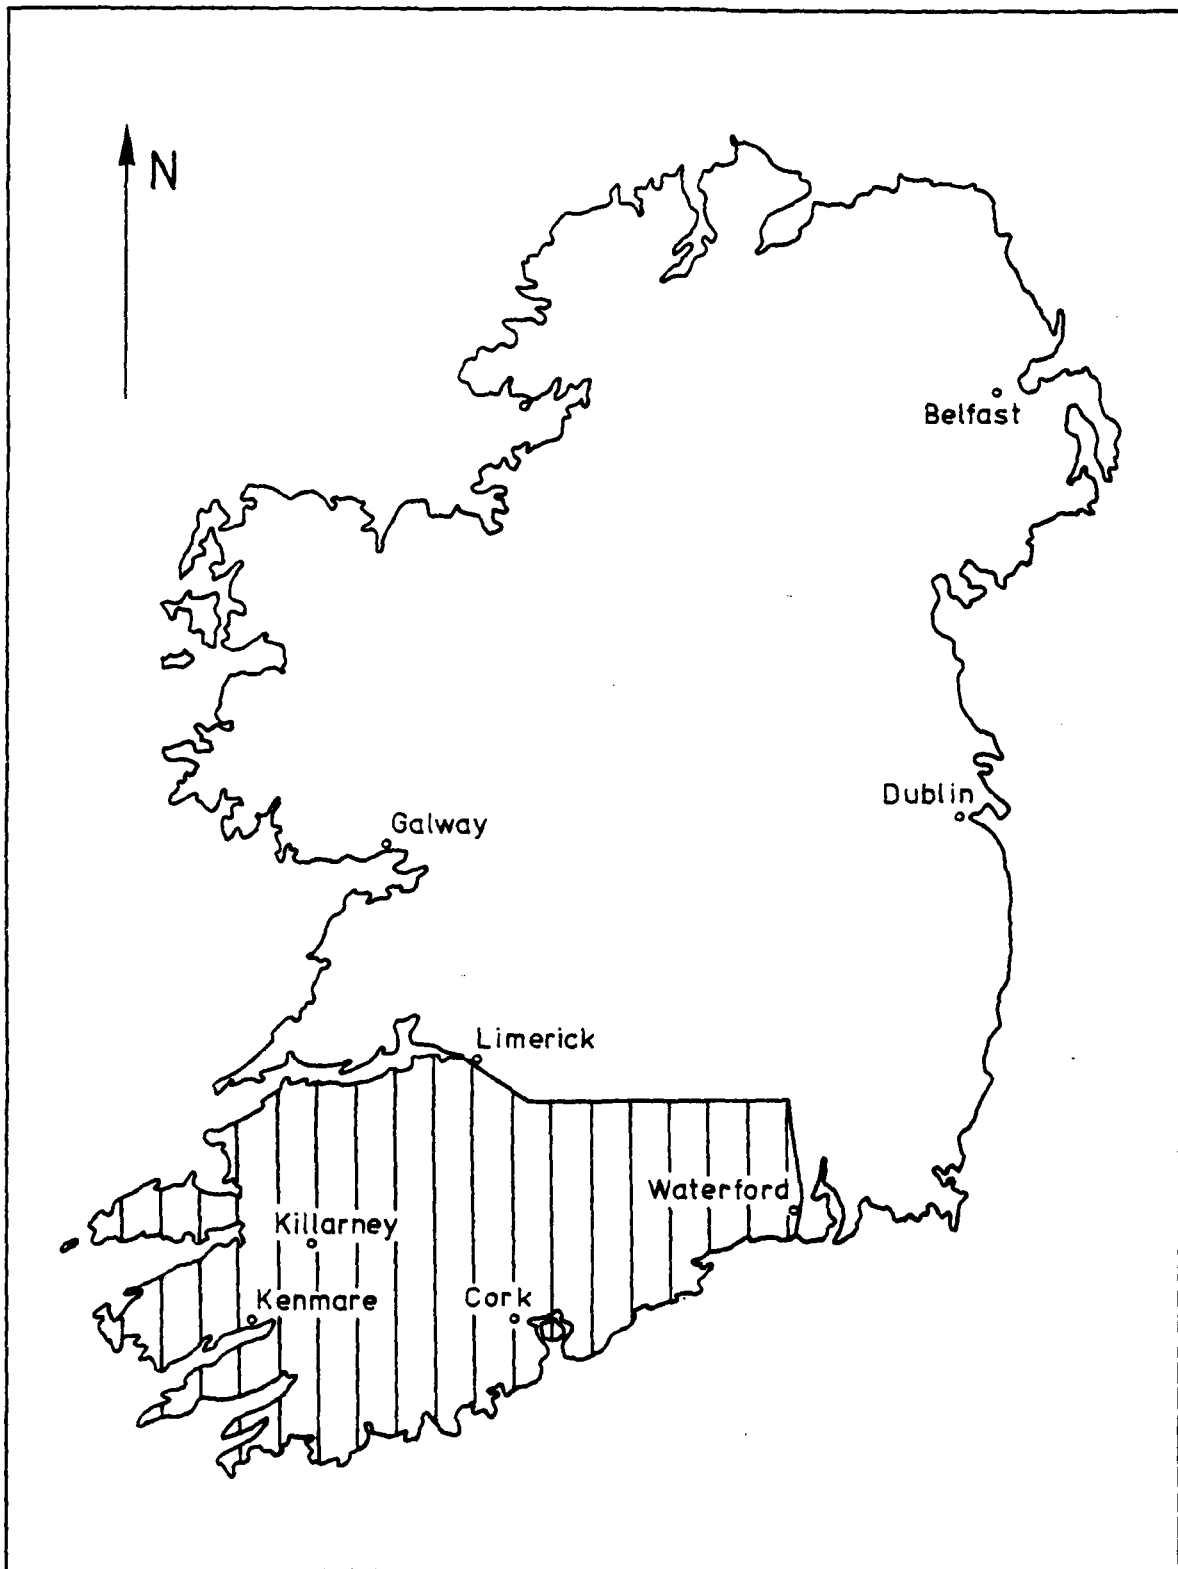 N
Belfast
Dublin
Galway
Limerick
Waterford
Killarney
Kenmare
Cork